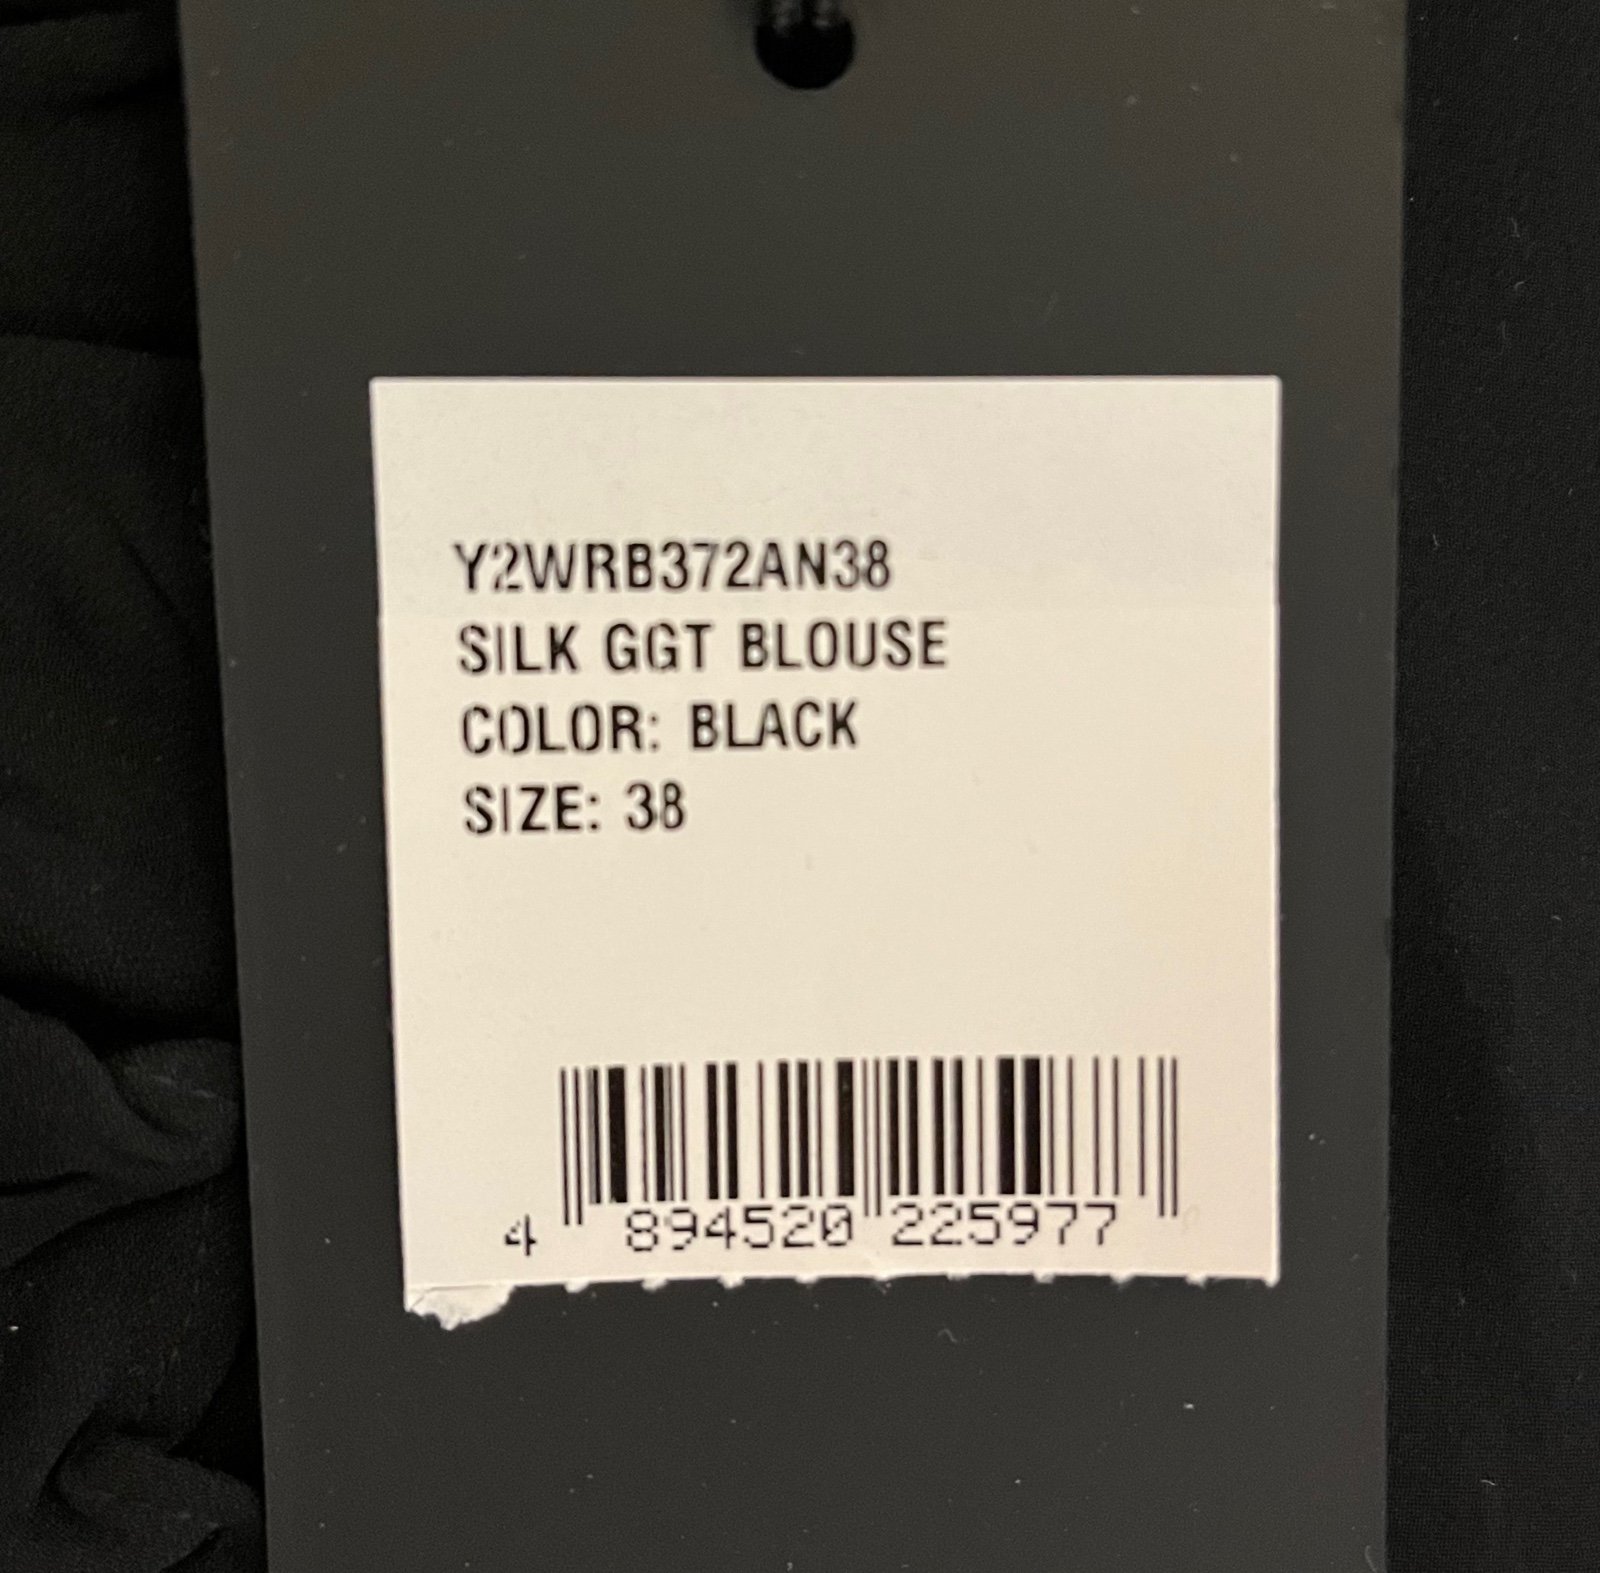 Y2WRB372AN38
SILK GGT BLOUSE
COLOR: BLACK
SIZE: 38
4 894520 225977